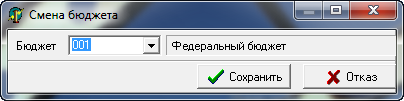 Смена бюджета
Бюджет 001 Федеральный бюджет
Сохранить Отказ